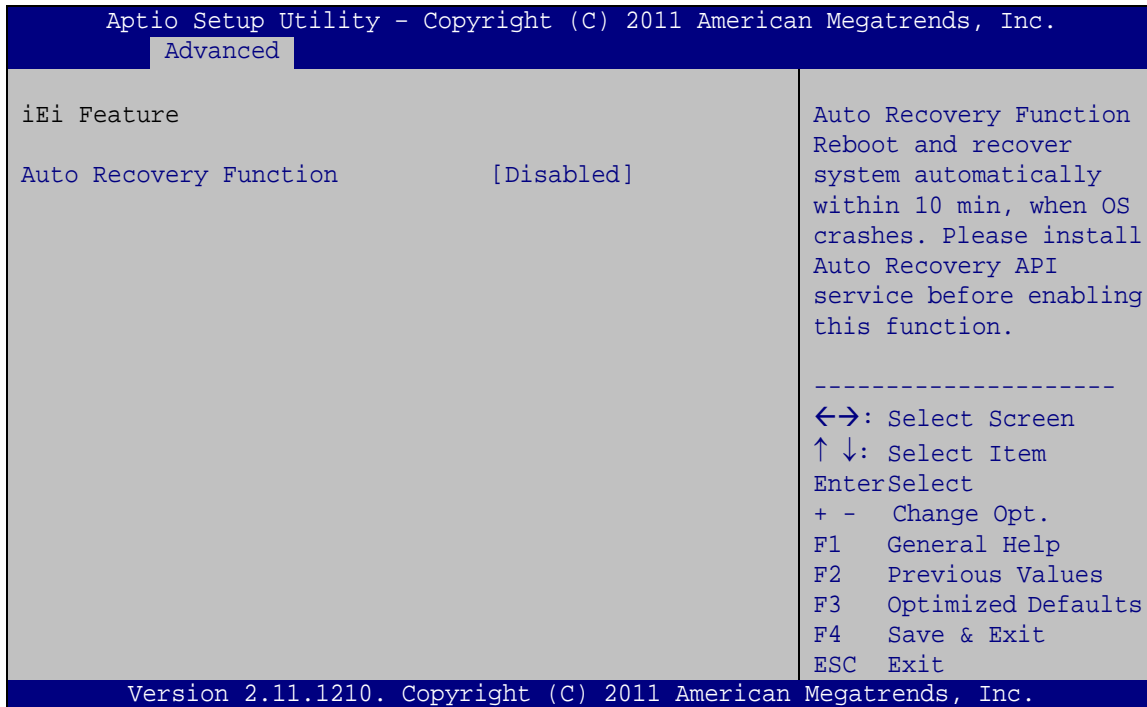 Aptio Setup Utility – Copyright (C) 2011 American Megatrends, Inc.
Advanced
iEi Feature
Auto Recovery Function [Disabled]
Auto Recovery Function
Reboot and recover
system automatically
within 10 min, when OS
crashes. Please install
Auto Recovery API
service before enabling
this function.
----------------------
←→: Select Screen
↑ ↓: Select Item
EnterSelect
+ - Change Opt.
F1 General Help
F2 Previous Values
F3 Optimized Defaults
F4 Save & Exit
ESC Exit
Version 2.11.1210. Copyright (C) 2011 American Megatrends, Inc.